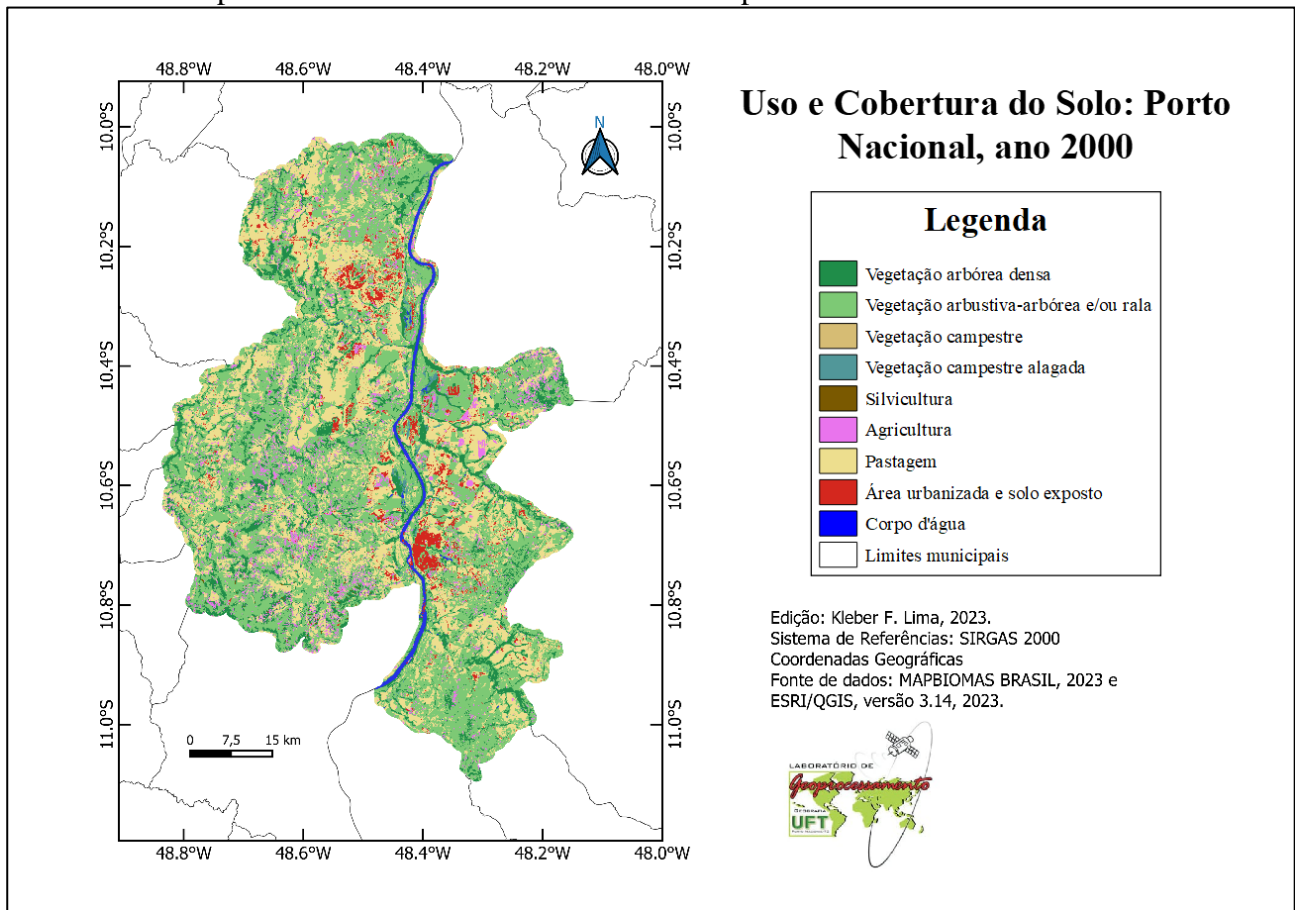 48.8°W 48.6°W 48.4°W 48.2°W 48.0°W
10.0°S
10.2°S
10.4°S
10.6°S
10.8°S
11.0°S
10.0°S
10.2°S
10.4°S
10.6°S
10.8°S
11.0°S
N
0 7,5 15 km
48.8°W 48.6°W 48.4°W 48.2°W 48.0°W
Uso e Cobertura do Solo: Porto
Nacional, ano 2000
Legenda
Vegetação arbórea densa
Vegetação arbustiva-arbórea e/ou rala
Vegetação campestre
Vegetação campestre alagada
Silvicultura
Agricultura
Pastagem
Área urbanizada e solo exposto
Corpo d'água
Limites municipais
Edição: Kleber F. Lima, 2023.
Sistema de Referências: SIRGAS 2000
Coordenadas Geográficas
Fonte de dados: MAPBIOMAS BRASIL, 2023 e
ESRI/QGIS, versão 3.14, 2023.
LABORATÓRIO DE
Geoprocessamento
GEOGRAFIA
UFT